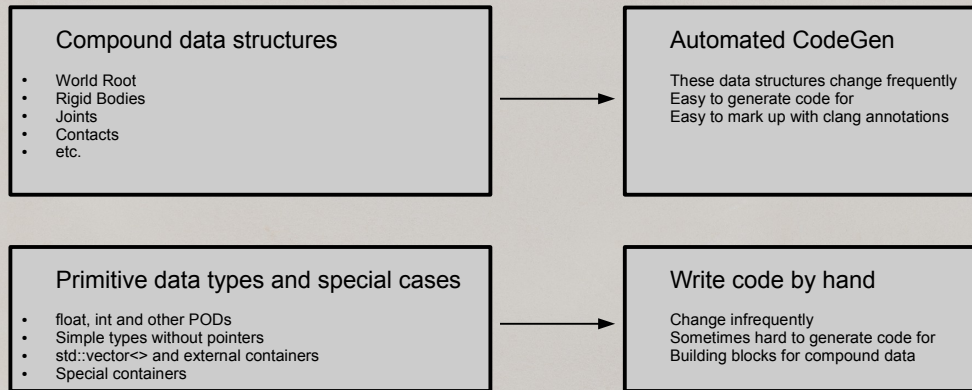 Compound data structures
• World Root
• Rigid Bodies
• Joints
• Contacts
• etc.
Automated CodeGen
These data structures change frequently
Easy to generate code for
Easy to mark up with clang annotations
Primitive data types and special cases
• float, int and other PODs
• Simple types without pointers
• std::vector<> and external containers
• Special containers
Write code by hand
Change infrequently
Sometimes hard to generate code for
Building blocks for compound data